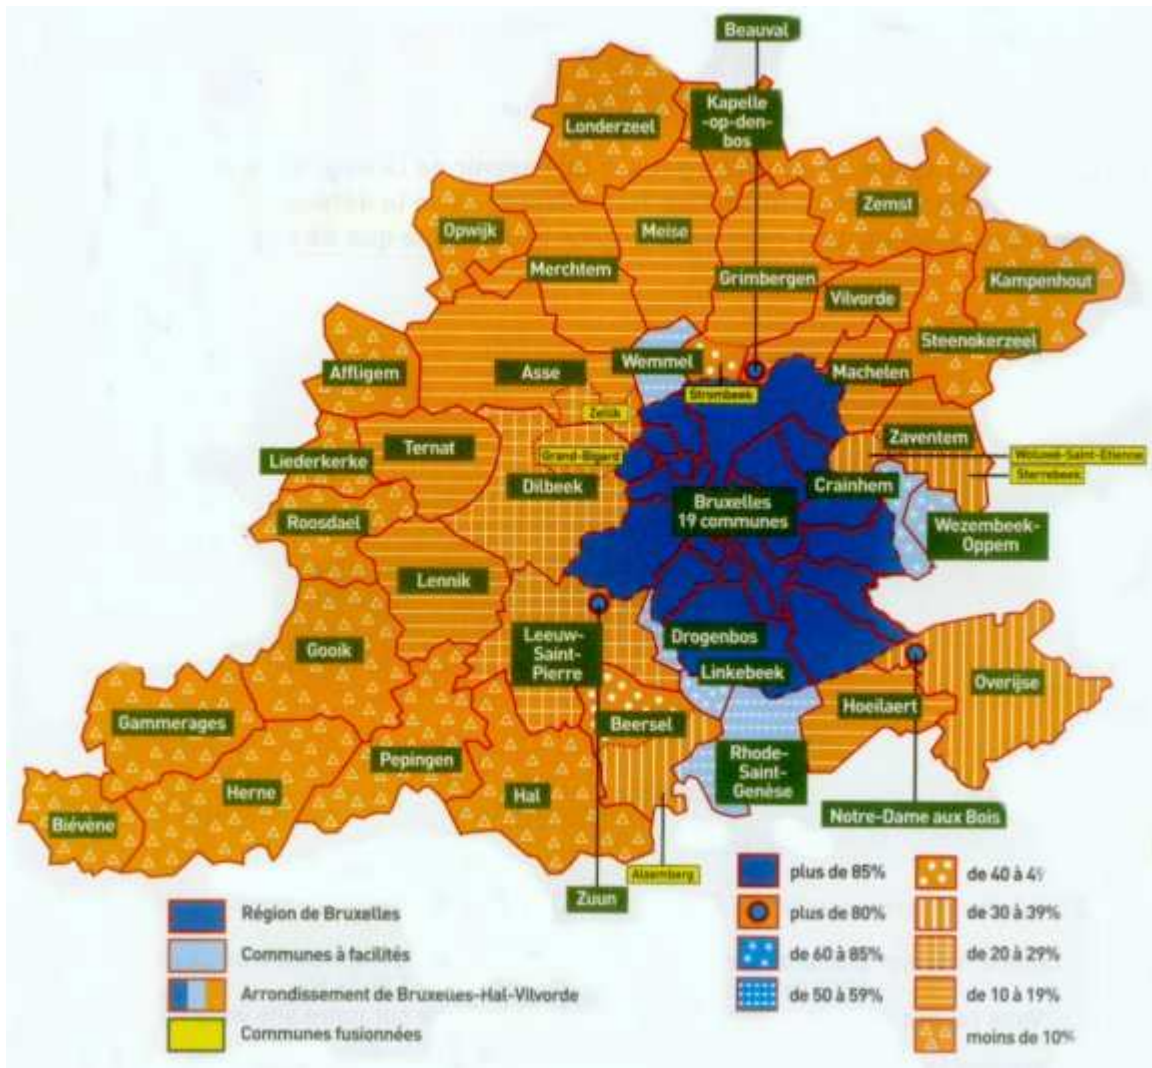 Beauval
Kapelle
-op-den-
bos
Londerzeel
Zemst
Opwijk
Meise
Merchtem
Grimbergen
Kampenhout
Vilvorde
Steenokerzeel
Wemmel
Affligem
Asse
Machelen
Strombeek
Zellik
Zaventem
Ternat
Grand-Bigard
Woluwé-Saint-Etienne
Liederkerke
Sterrebeek
Dilbeek
Crainhem
Bruxelles
19 communes
Roosdael
Wezembeek-
Oppem
Lennik
Leeuw-
Saint-
Pierre
Drogenbos
Gooik
Linkebeek
Overijse
Hoeilaert
Gammerages
Beersel
Pepingen
Rhode-
Saint-
Genèse
Herne
Hal
Biévène
Notre-Dame aux Bois
Alsemberg
Zuun
Région de Bruxelles
Communes à facilités
Arrondissement de Bruxelles-Hal-Vilvorde
Communes fusionnées
plus de 85%
plus de 80%
de 60 à 85%
de 50 à 59%
de 40 à
de 30 à 39%
de 20 à 29%
de 10 à 19%
moins de 10%